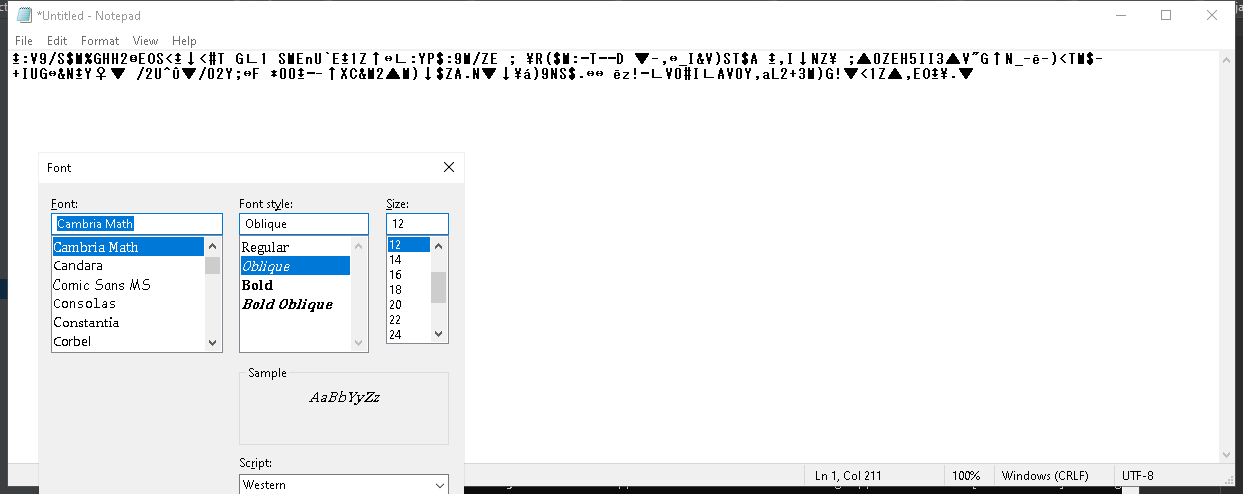 *Untitled - Notepad
File Edit Format View Help
±:V9/S$M%GHH2⇔EOS<±↓<#T G∟1 SMEnU`E±1Z↑⇔∟:YP$:9M/ZE ; ¥R($M:-T——D ▼-,⇔_I&V)ST$A ±,I↓NZ¥ ;▲OZEH5II3▲V˝G↑N_-ē-)<TM$-
+IUG⇔&N±Y♀▼ /2U^Û▼/O2Y;⇔F *OO±—-↑XC&M2▲M)↓$ZA.N▼↓¥á)9NS$.⇔⇔ ēz!-∟VO#I∟AVOY,aL2+3M)G!▼<1Z▲,EO±¥.▼
Font
Font: Font style: Size:
Cambria Math Oblique 12
Cambria Math Regular 12
Candara Oblique 14
Comic Sans MS Bold 16
Consolas Bold Oblique 18
Constantia 20
Corbel 22
24
Sample
AaBbYyZz
Script:
Western
Ln 1, Col 211 100% Windows (CRLF) UTF-8